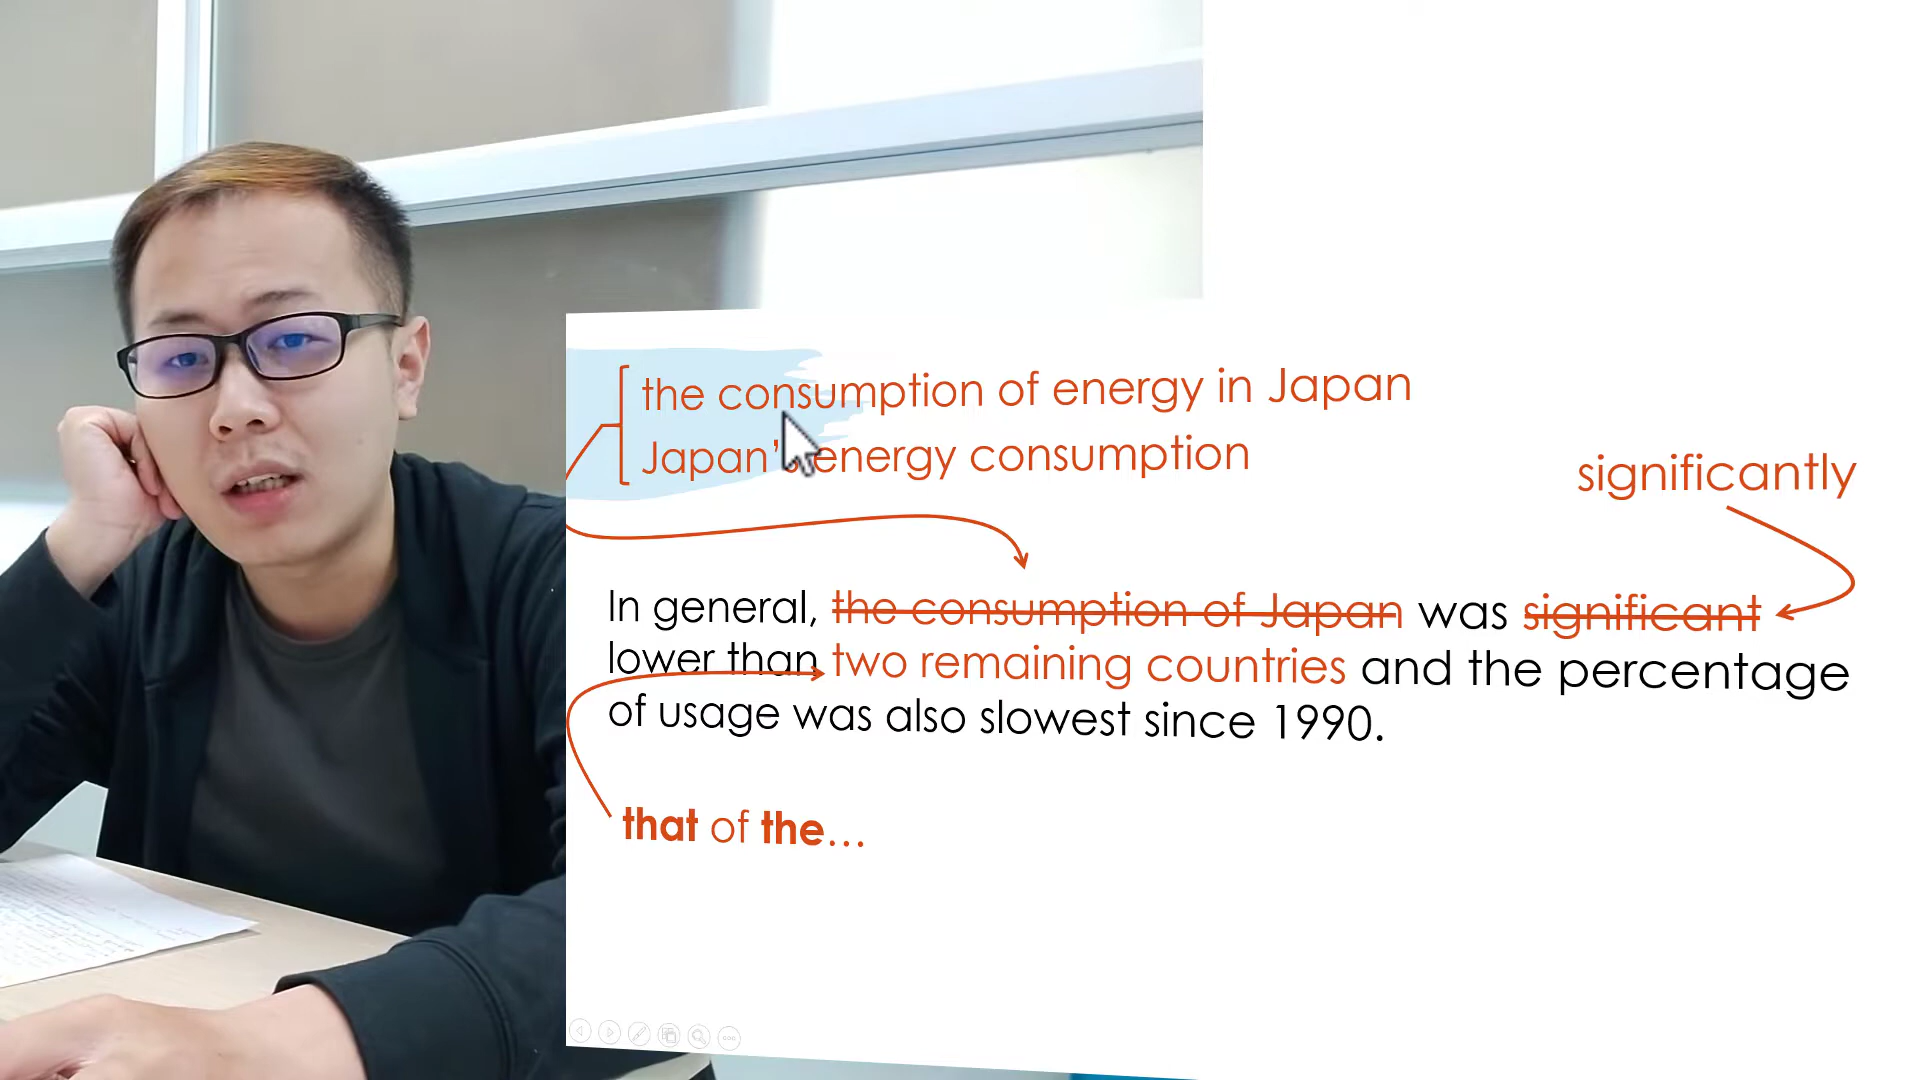 the consumption of energy in Japan
Japan' energy consumption
significantly
In general, the consumption of Japan was significant
lower than two remaining countries and the percentage
of usage was also slowest since 1990.
that of the...